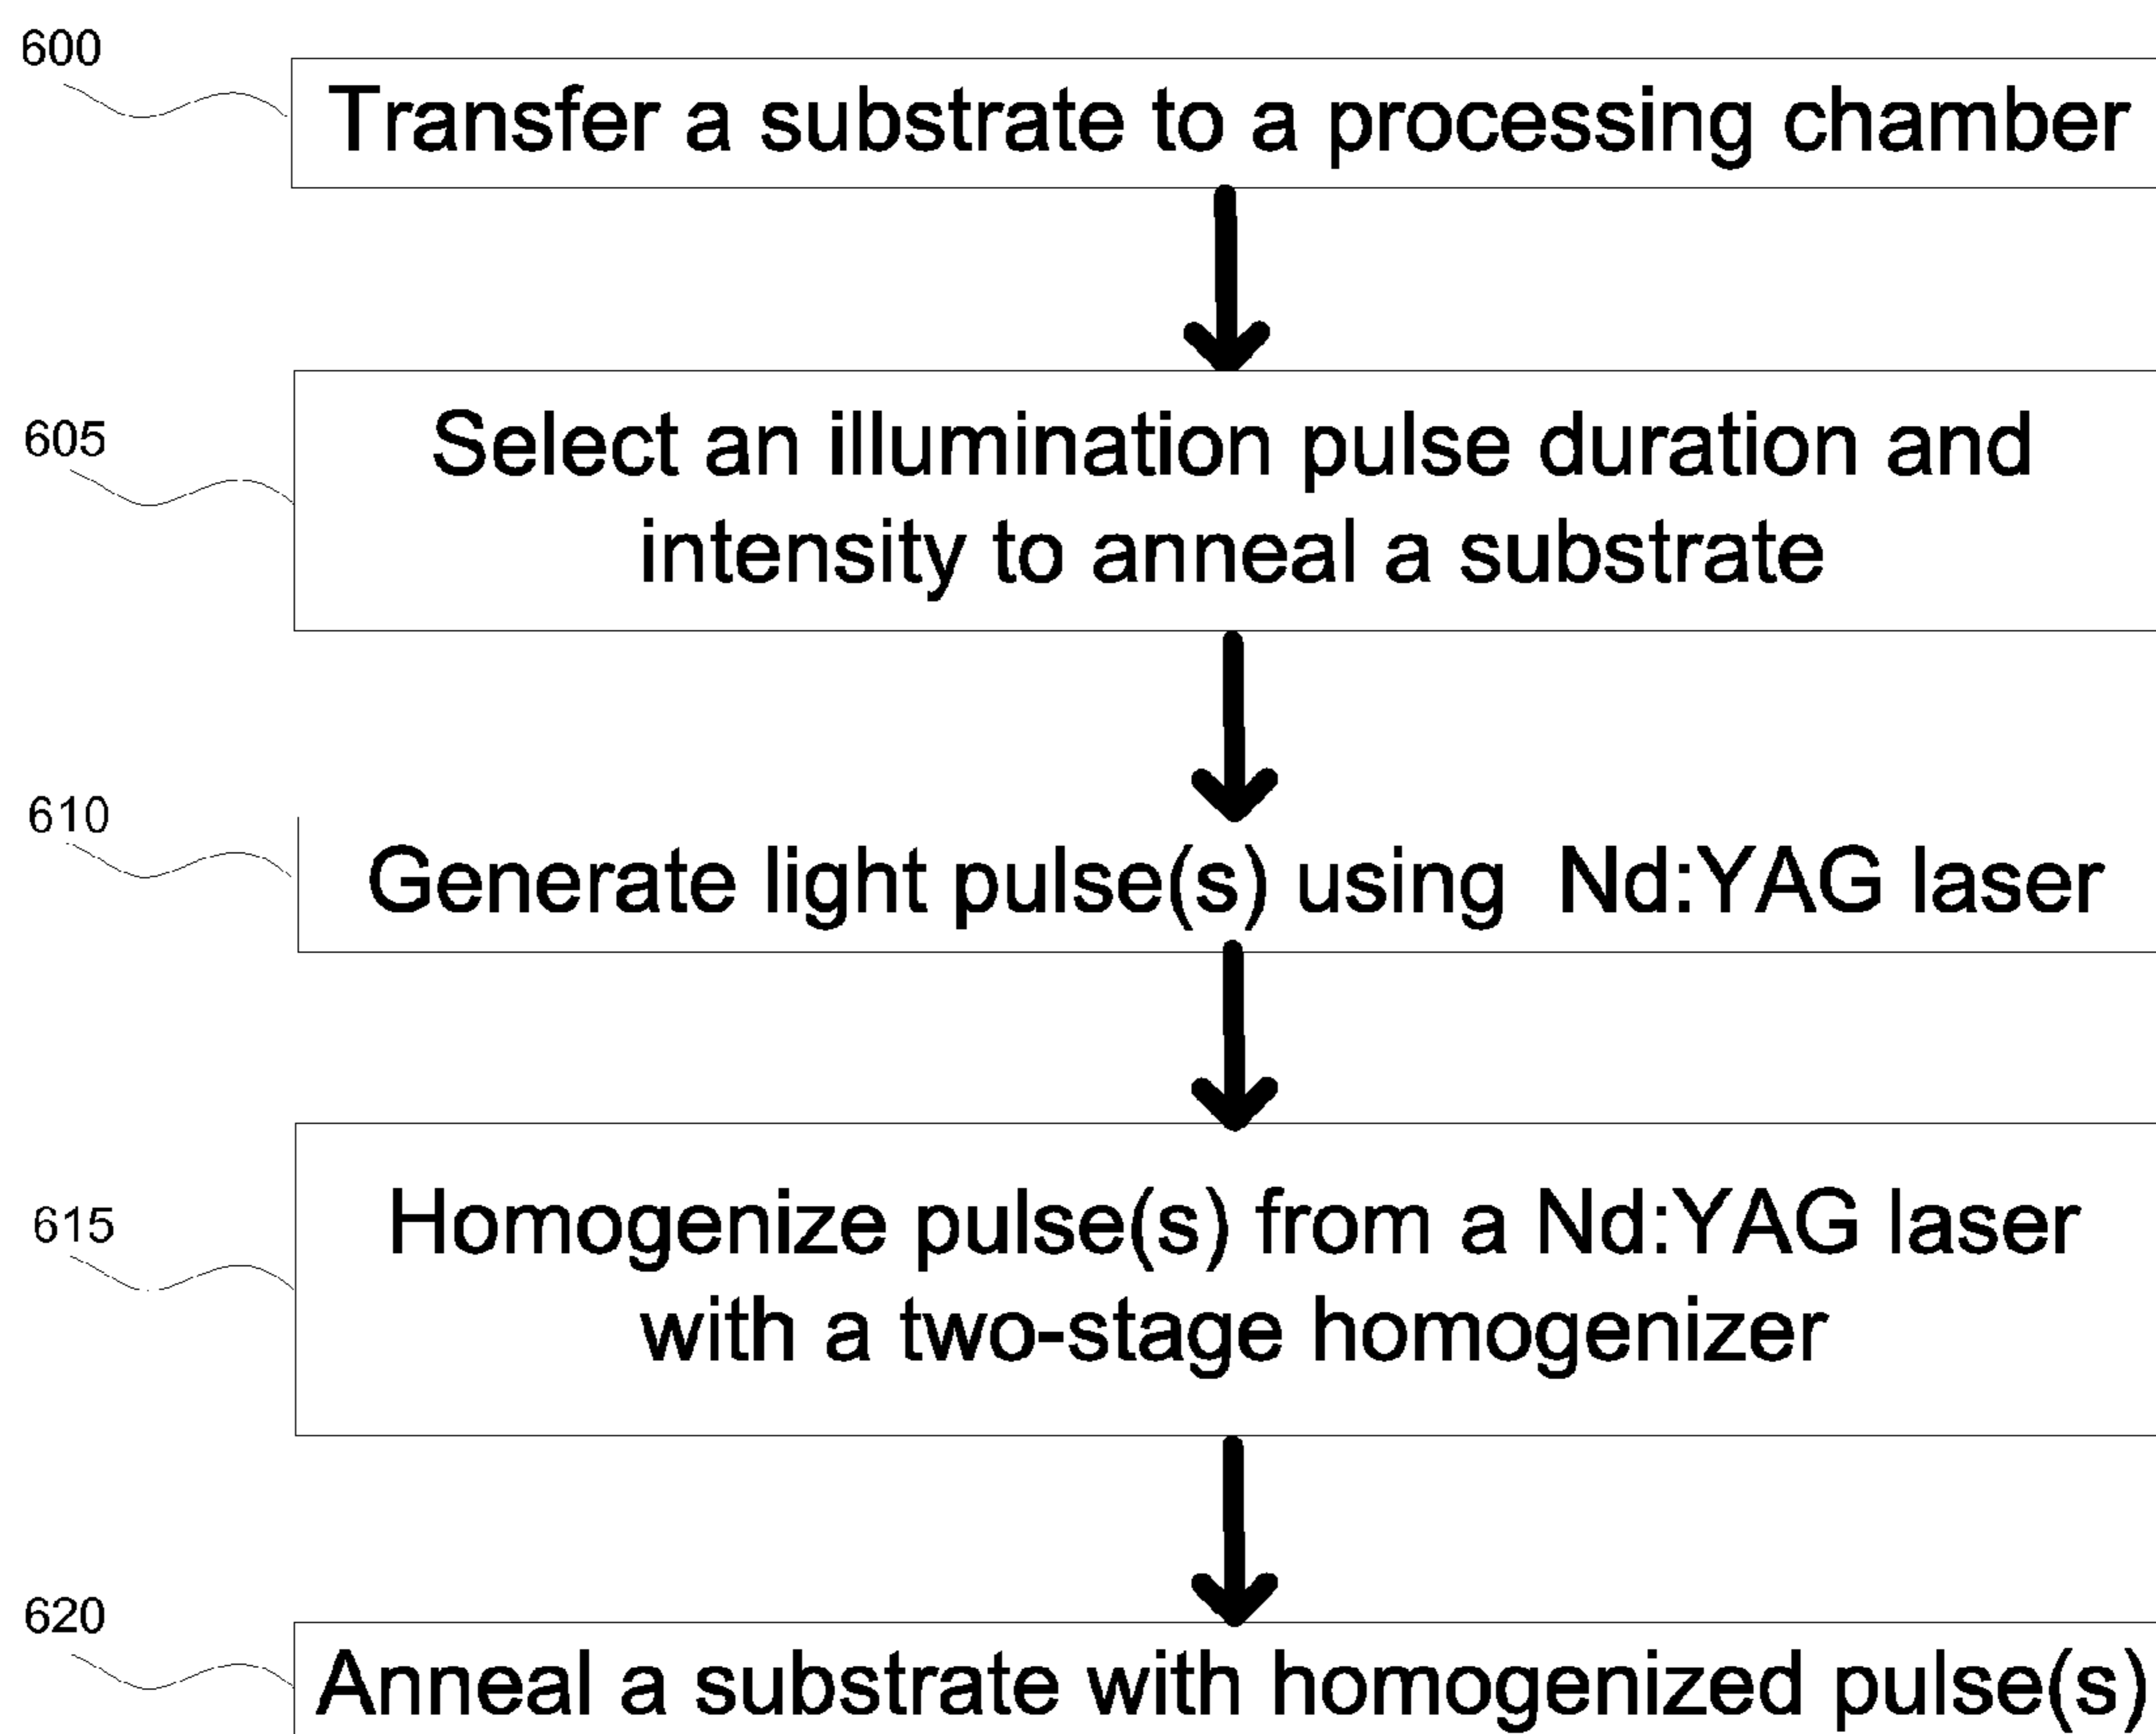 600
Transfer a substrate to a processing chamber
605
Select an illumination pulse duration and
intensity to anneal a substrate
610
Generate light pulse(s) using Nd:YAG laser
615
Homogenize pulse(s) from a Nd:YAG laser
with a two-stage homogenizer
620
Anneal a substrate with homogenized pulse(s)